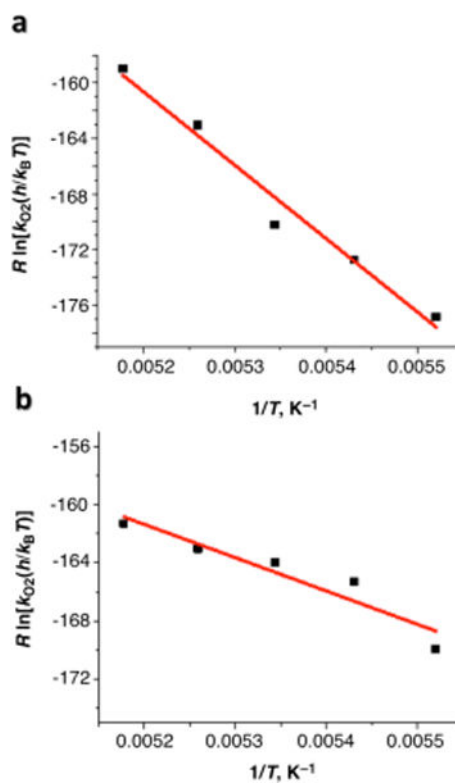 a
R ln[kO2(h/kBT)]
-160
-164
-168
-172
-176
0.0052 0.0053 0.0054 0.0055
1/T, K−1
b
R ln[kO2(h/kBT)]
-156
-160
-164
-168
-172
0.0052 0.0053 0.0054 0.0055
1/T, K−1